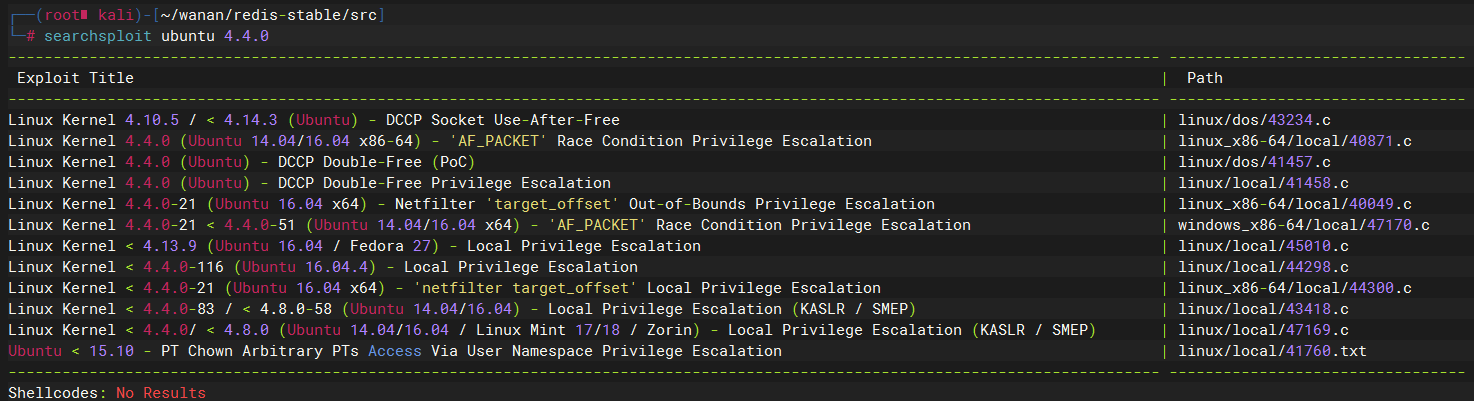 ┌──(root💀kali)-[~/wanan/redis-stable/src]
└─# searchsploit ubuntu 4.4.0
Exploit Title | Path
Linux Kernel 4.10.5 / < 4.14.3 (Ubuntu) - DCCP Socket Use-After-Free | linux/dos/43234.c
Linux Kernel 4.4.0 (Ubuntu 14.04/16.04 x86-64) - 'AF_PACKET' Race Condition Privilege Escalation | linux_x86-64/local/40871.c
Linux Kernel 4.4.0 (Ubuntu) - DCCP Double-Free (PoC) | linux/dos/41457.c
Linux Kernel 4.4.0 (Ubuntu) - DCCP Double-Free Privilege Escalation | linux/local/41458.c
Linux Kernel 4.4.0-21 (Ubuntu 16.04 x64) - Netfilter 'target_offset' Out-of-Bounds Privilege Escalation | linux_x86-64/local/40049.c
Linux Kernel 4.4.0-21 < 4.4.0-51 (Ubuntu 14.04/16.04 x64) - 'AF_PACKET' Race Condition Privilege Escalation | windows_x86-64/local/47170.c
Linux Kernel < 4.13.9 (Ubuntu 16.04 / Fedora 27) - Local Privilege Escalation | linux/local/45010.c
Linux Kernel < 4.4.0-116 (Ubuntu 16.04.4) - Local Privilege Escalation | linux/local/44298.c
Linux Kernel < 4.4.0-21 (Ubuntu 16.04 x64) - 'netfilter target_offset' Local Privilege Escalation | linux_x86-64/local/44300.c
Linux Kernel < 4.4.0-83 / < 4.8.0-58 (Ubuntu 14.04/16.04) - Local Privilege Escalation (KASLR / SMEP) | linux/local/43418.c
Linux Kernel < 4.4.0/ < 4.8.0 (Ubuntu 14.04/16.04 / Linux Mint 17/18 / Zorin) - Local Privilege Escalation (KASLR / SMEP) | linux/local/47169.c
Ubuntu < 15.10 - PT Chown Arbitrary PTs Access Via User Namespace Privilege Escalation | linux/local/41760.txt
Shellcodes: No Results